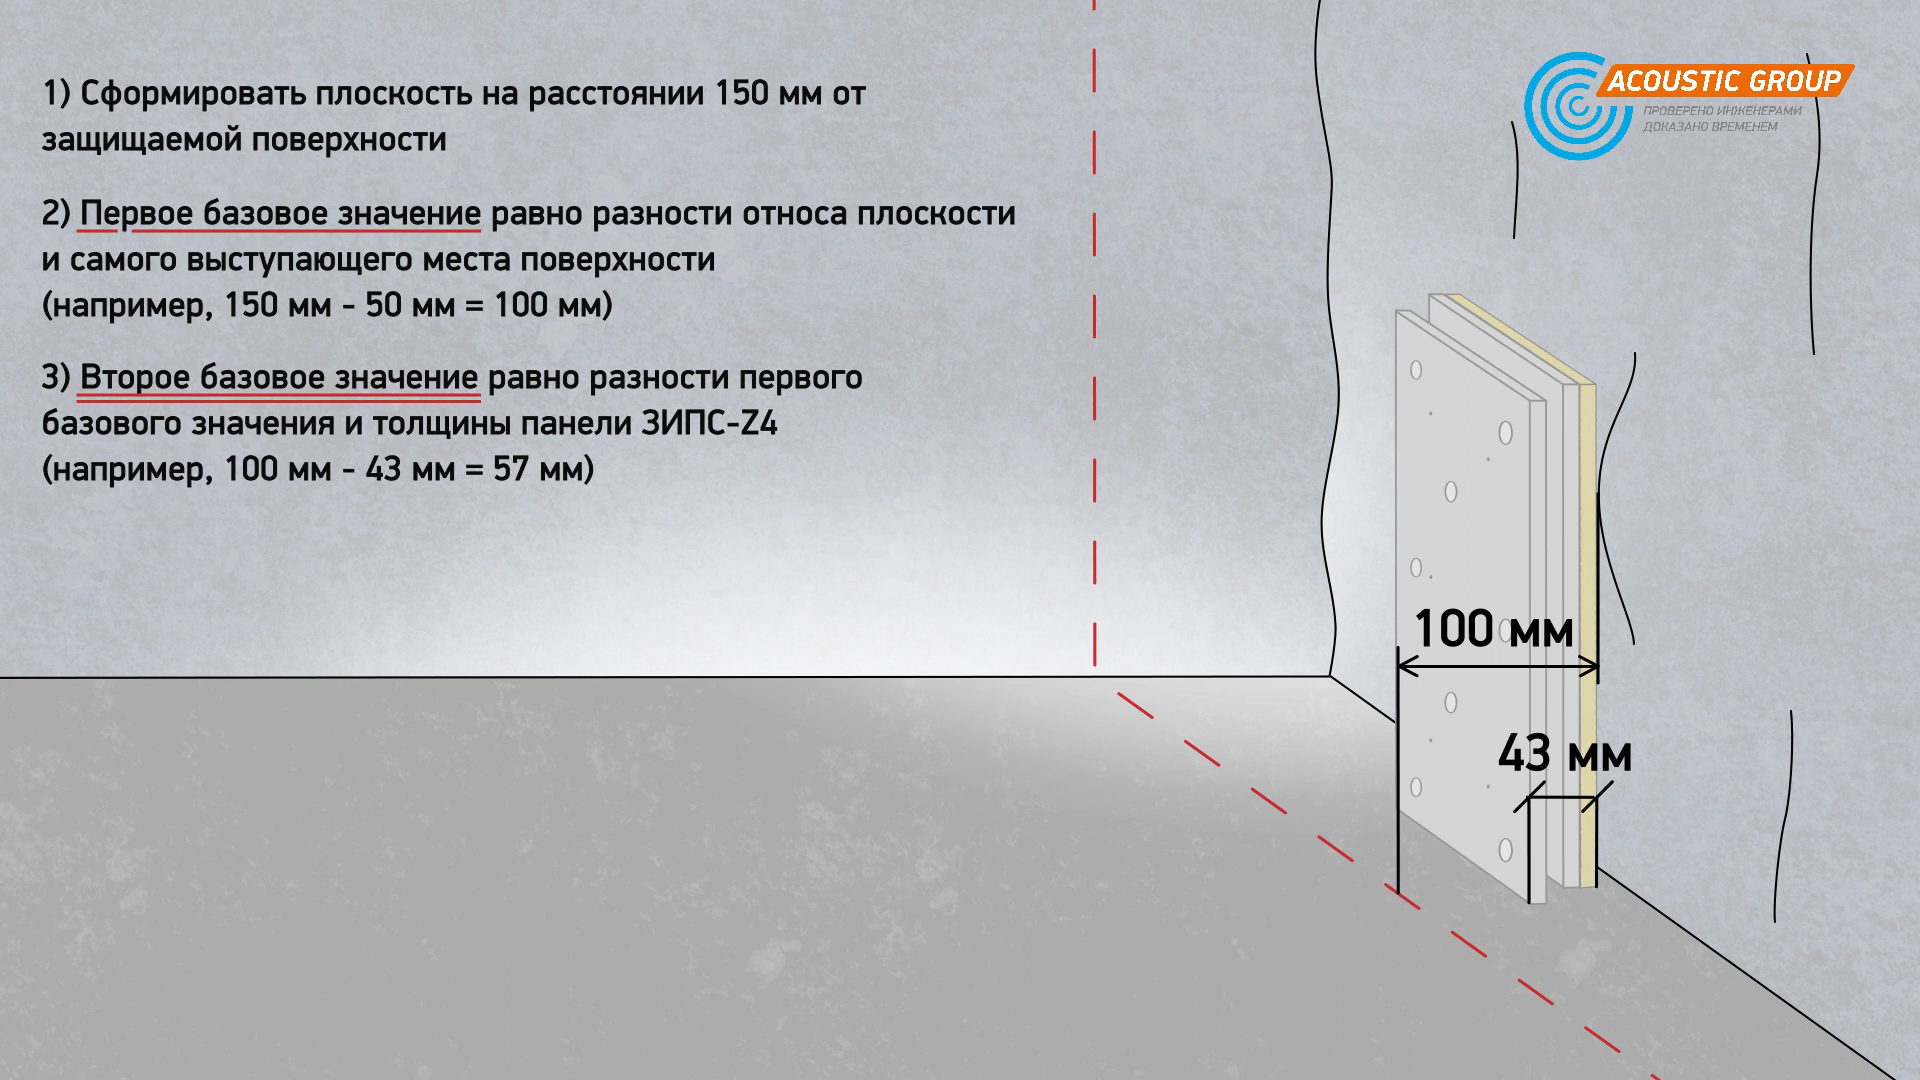 1) Сформировать плоскость на расстоянии 150 мм от
защищаемой поверхности
2) Первое базовое значение равно разности относа плоскости
и самого выступающего места поверхности
(например, 150 мм - 50 мм = 100 мм)
3) Второе базовое значение равно разности первого
базового значения и толщины панели ЗИПС-Z4
(например, 100 мм - 43 мм = 57 мм)
ACOUSTIC GROUP
ПРОВЕРЕНО ИНЖЕНЕРАМИ
ДОКАЗАНО ВРЕМЕНЕМ
100 мм
43 мм